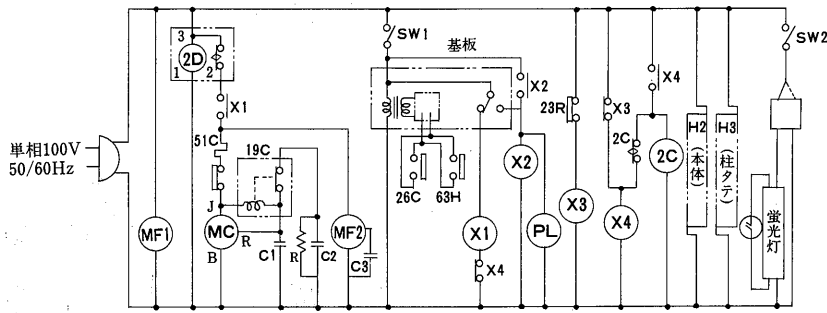 単相100V
50/60Hz
MF1
3
2D
1
2
X1
51C
19C
J
MC
R
B
C1
R
C2
MF2
C3
SW1
基板
26C
63H
X2
X2
X1
PL
X4
23R
X3
X3
2C
X4
X4
2C
H2
(本体)
H3
(柱タテ)
SW2
蛍光灯